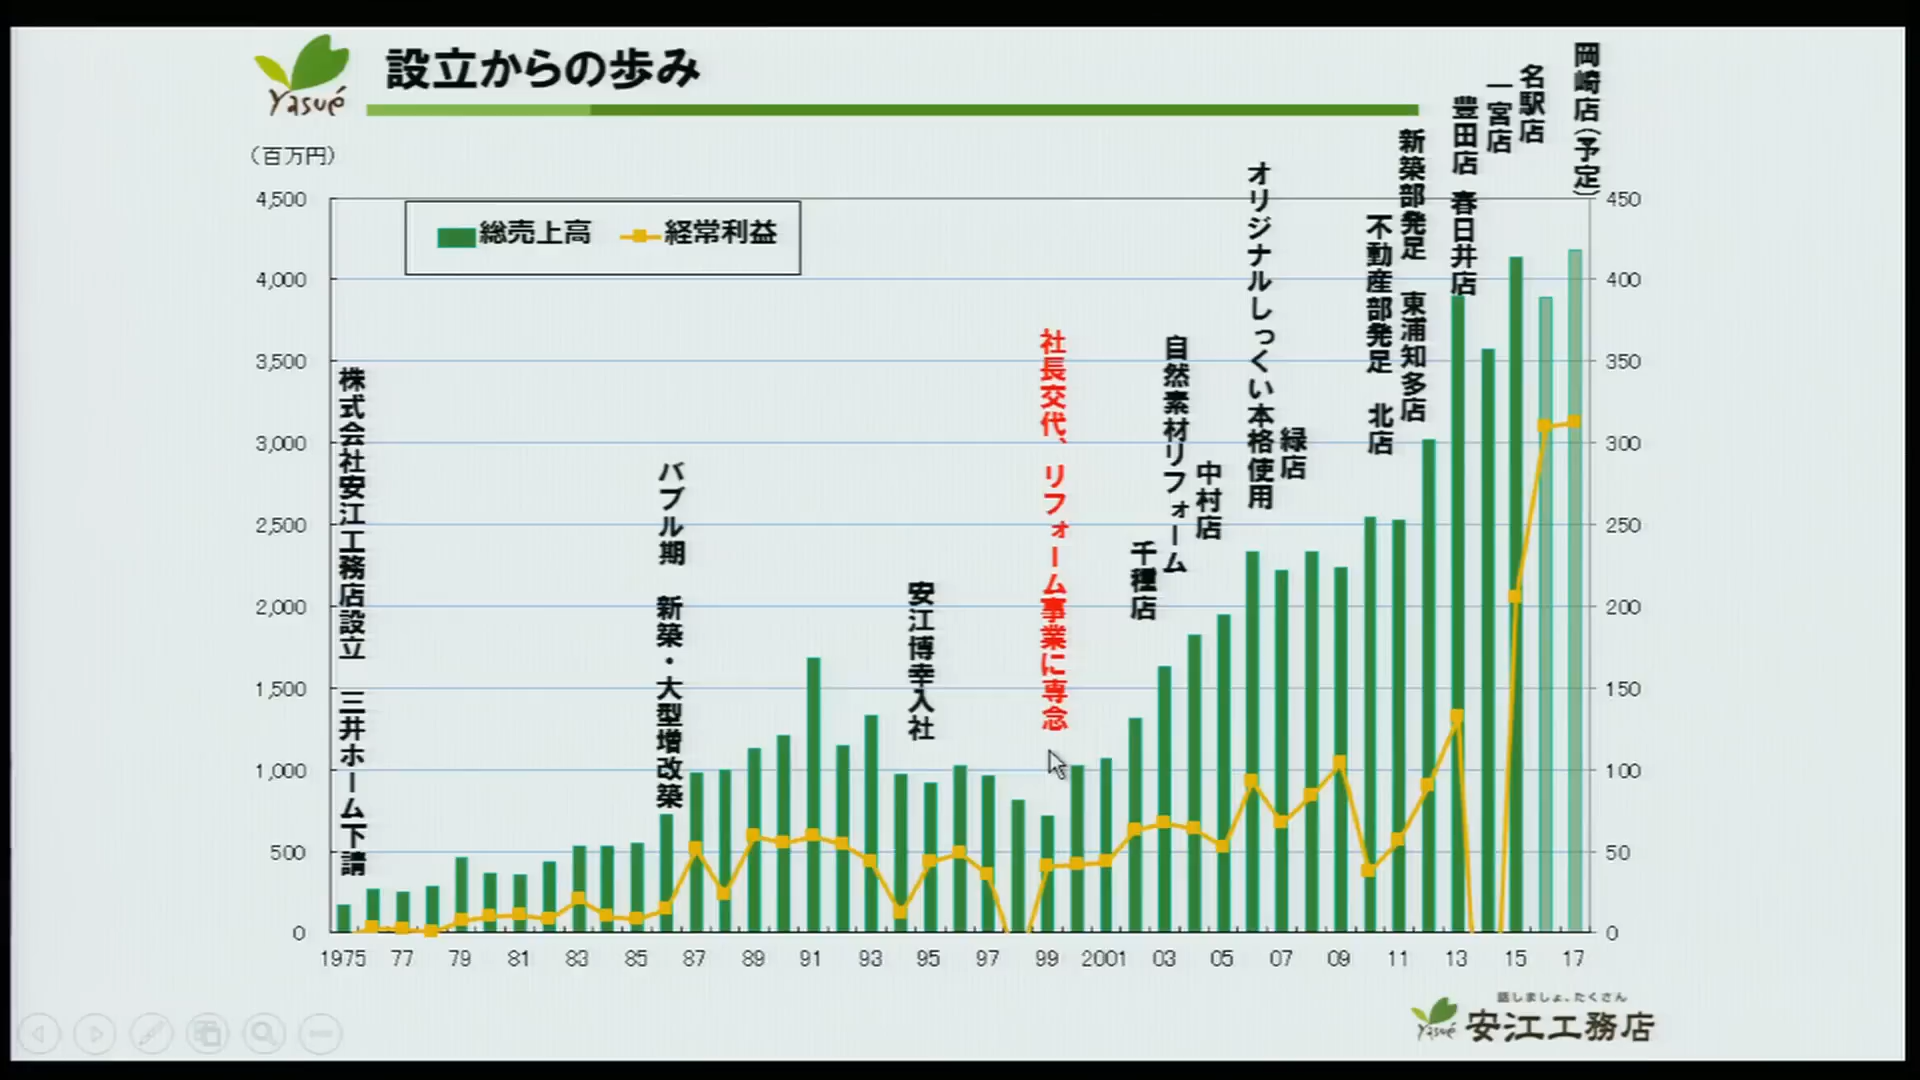 Yasué
設立からの歩み
(百万円)
総売上高
経常利益
4,500
4,000
3,500
3,000
2,500
2,000
1,500
1,000
500
0
450
400
350
300
250
200
150
100
50
0
株式会社安江工務店設立 三井ホーム下請
バブル期 新築・大型増改築
安江博幸入社
社長交代、リフォーム事業に専念
千種店
自然素材リフォーム
中村店
オリジナルしっくい本格使用
緑店
不動産部発足 北店
新築部発足 東浦知多店
豊田店 春日井店
一宮店
名駅店
岡崎店(予定)
1975 77 79 81 83 85 87 89 91 93 95 97 99 2001 03 05 07 09 11 13 15 17
話しましょ、たくさん
Yasué 安江工務店